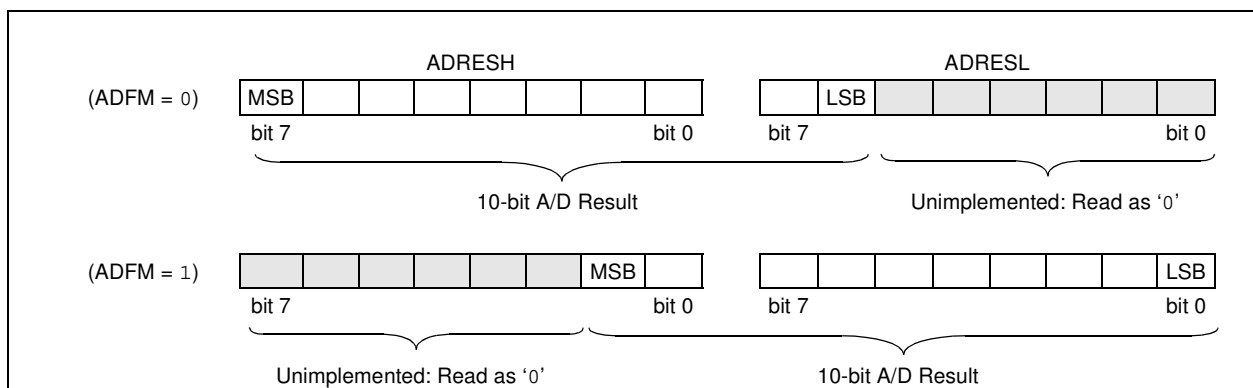 ADRESH ADRESL
(ADFM = 0) MSB LSB
bit 7 bit 0 bit 7 bit 0
10-bit A/D Result Unimplemented: Read as ‘0’
(ADFM = 1) MSB LSB
bit 7 bit 0 bit 7 bit 0
Unimplemented: Read as ‘0’ 10-bit A/D Result